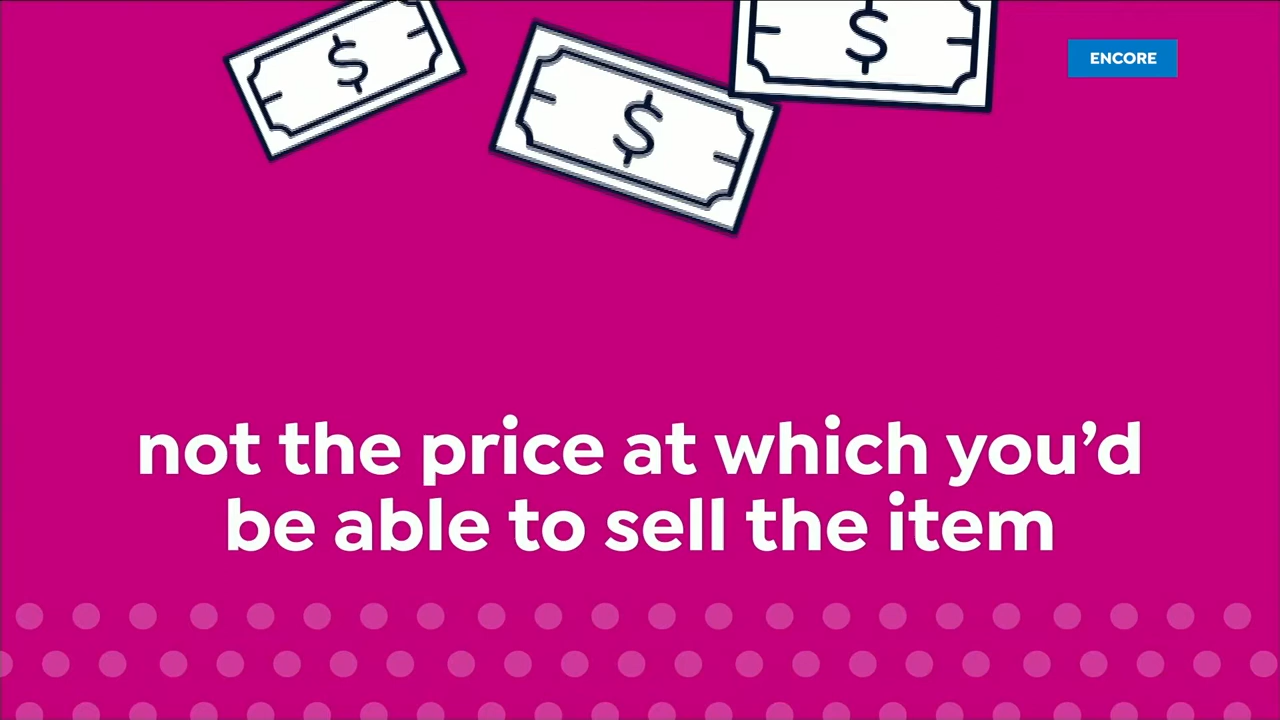 $
$
$
ENCORE
not the price at which you’d
be able to sell the item